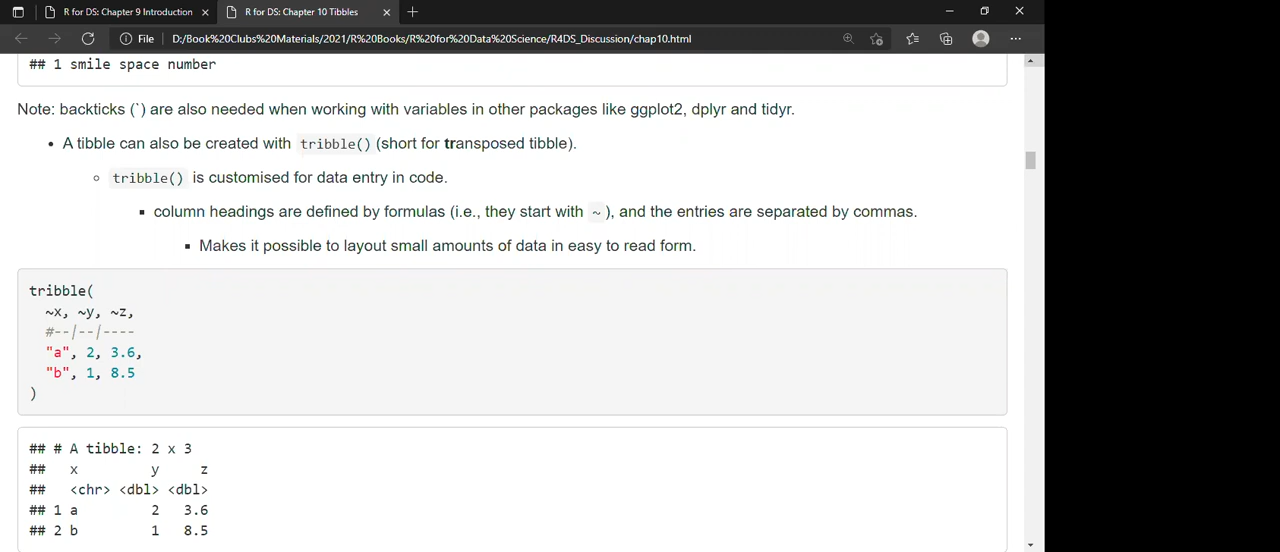 R for DS: Chapter 9 Introduction
R for DS: Chapter 10 Tibbles
File D:/Book%20Clubs%20Materials/2021/R%20Books/R%20for%20Data%20Science/R4DS_Discussion/chap10.html
## 1 smile space number
Note: backticks (`) are also needed when working with variables in other packages like ggplot2, dplyr and tidyr.
• A tibble can also be created with tribble() (short for transposed tibble).
◦ tribble() is customised for data entry in code.
▪ column headings are defined by formulas (i.e., they start with ~ ), and the entries are separated by commas.
▪ Makes it possible to layout small amounts of data in easy to read form.
tribble(
~x, ~y, ~z,
#--/--/----
"a", 2, 3.6,
"b", 1, 8.5
)
## # A tibble: 2 x 3
## x y z
## <chr> <dbl> <dbl>
## 1 a 2 3.6
## 2 b 1 8.5